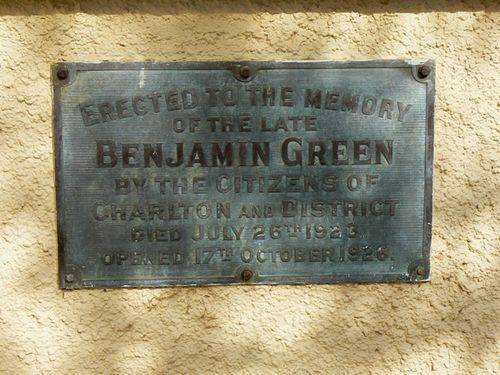 ERECTED TO THE MEMORY
OF THE LATE
BENJAMIN GREEN
BY THE CITIZENS OF
CHARLTON AND DISTRICT
DIED JULY 26TH 1923
OPENED 17TH OCTOBER 1926.